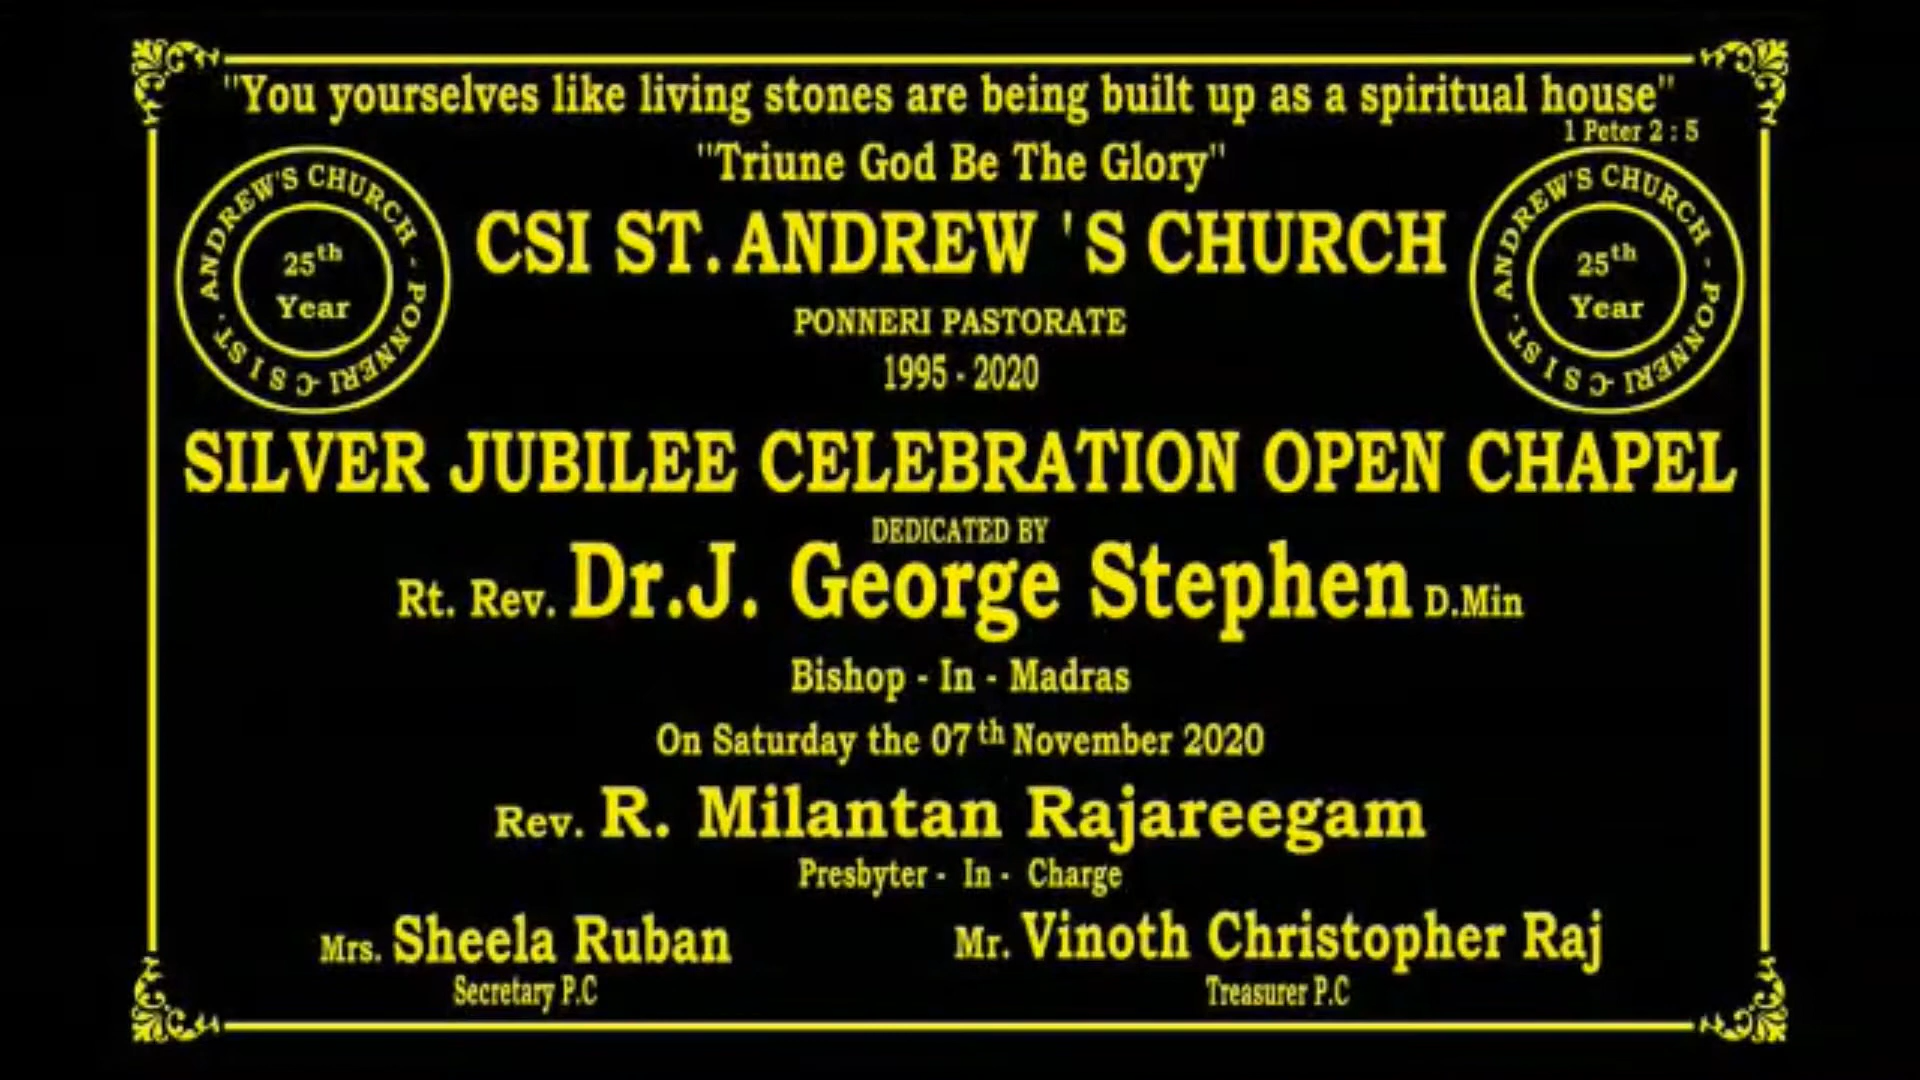 "You yourselves like living stones are being built up as a spiritual house"
1 Peter 2 : 5
"Triune God Be The Glory"
CSI ST. ANDREW 'S CHURCH
PONNERI PASTORATE
1995 - 2020
CSI ST. ANDREW'S CHURCH - PONNERI -
25th
Year
CSI ST. ANDREW'S CHURCH - PONNERI -
25th
Year
SILVER JUBILEE CELEBRATION OPEN CHAPEL
DEDICATED BY
Rt. Rev. Dr.J. George Stephen D.Min
Bishop - In - Madras
On Saturday the 07th November 2020
Rev. R. Milantan Rajareegam
Presbyter - In - Charge
Mrs. Sheela Ruban
Secretary P.C
Mr. Vinoth Christopher Raj
Treasurer P.C